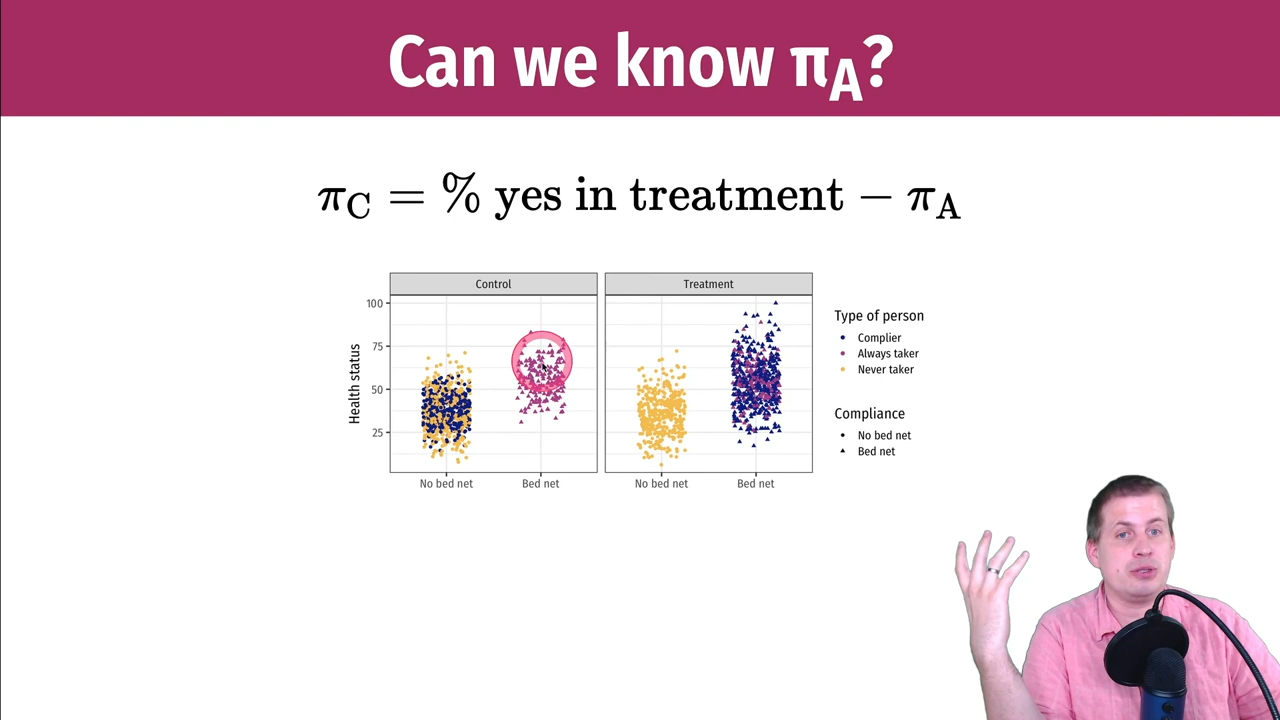 Can we know πA?
πC = % yes in treatment − πA
Control
Treatment
Health status
100
75
50
25
No bed net
Bed net
No bed net
Bed net
Type of person
Complier
Always taker
Never taker
Compliance
No bed net
Bed net